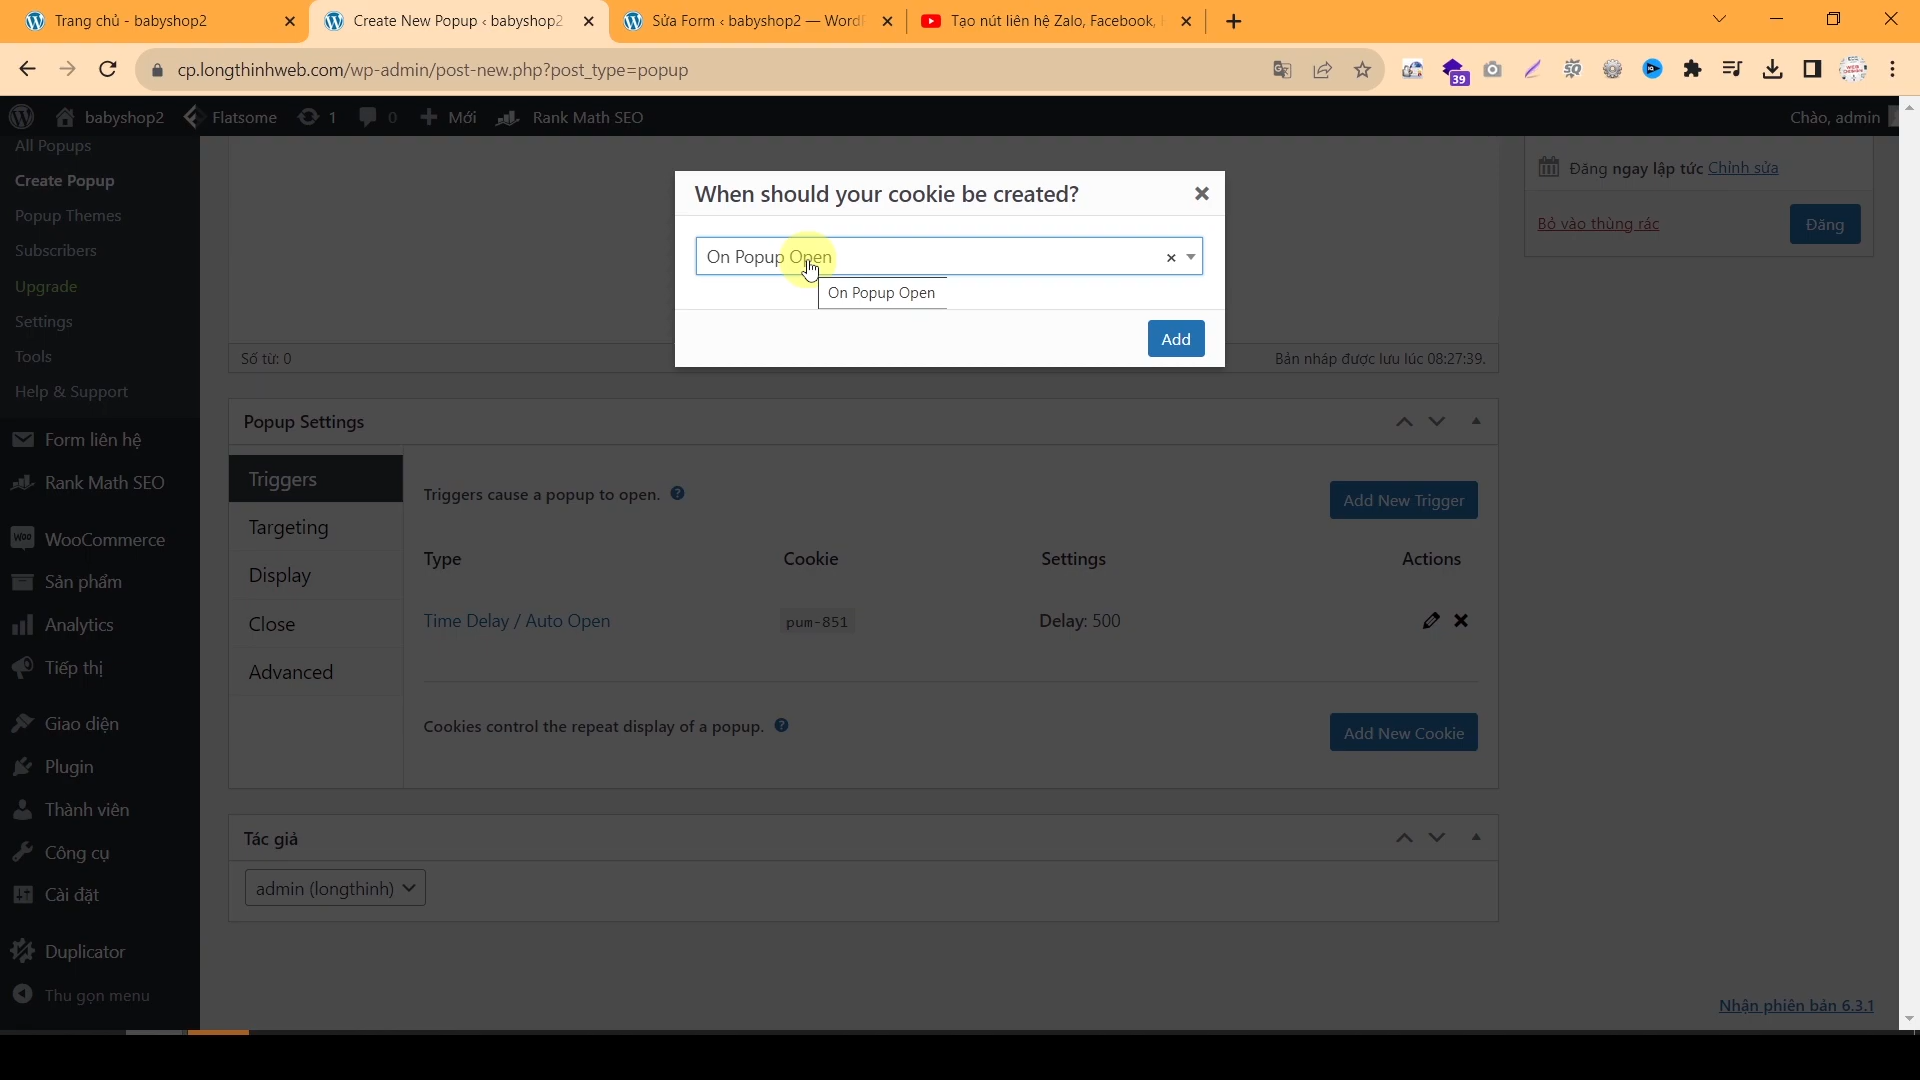 Trang chủ - babyshop2
Create New Popup ‹ babyshop2
Sửa Form ‹ babyshop2 — WordP
Tạo nút liên hệ Zalo, Facebook,
cp.longthinhweb.com/wp-admin/post-new.php?post_type=popup
39
babyshop2
Flatsome
1
0
Mới
Rank Math SEO
Chào, admin
All Popups
Create Popup
Popup Themes
Subscribers
Upgrade
Settings
Tools
Help & Support
Form liên hệ
Rank Math SEO
WooCommerce
Sản phẩm
Analytics
Tiếp thị
Giao diện
Plugin
Thành viên
Công cụ
Cài đặt
Duplicator
Thu gọn menu
When should your cookie be created?
On Popup Open
On Popup Open
Add
Đăng ngay lập tức Chỉnh sửa
Bỏ vào thùng rác
Đăng
Số từ: 0
Bản nháp được lưu lúc 08:27:39.
Popup Settings
Triggers
Targeting
Display
Close
Advanced
Triggers cause a popup to open.
Add New Trigger
Type Cookie Settings Actions
Time Delay / Auto Open pum-851 Delay: 500
Cookies control the repeat display of a popup.
Add New Cookie
Tác giả
admin (longthinh)
Nhận phiên bản 6.3.1